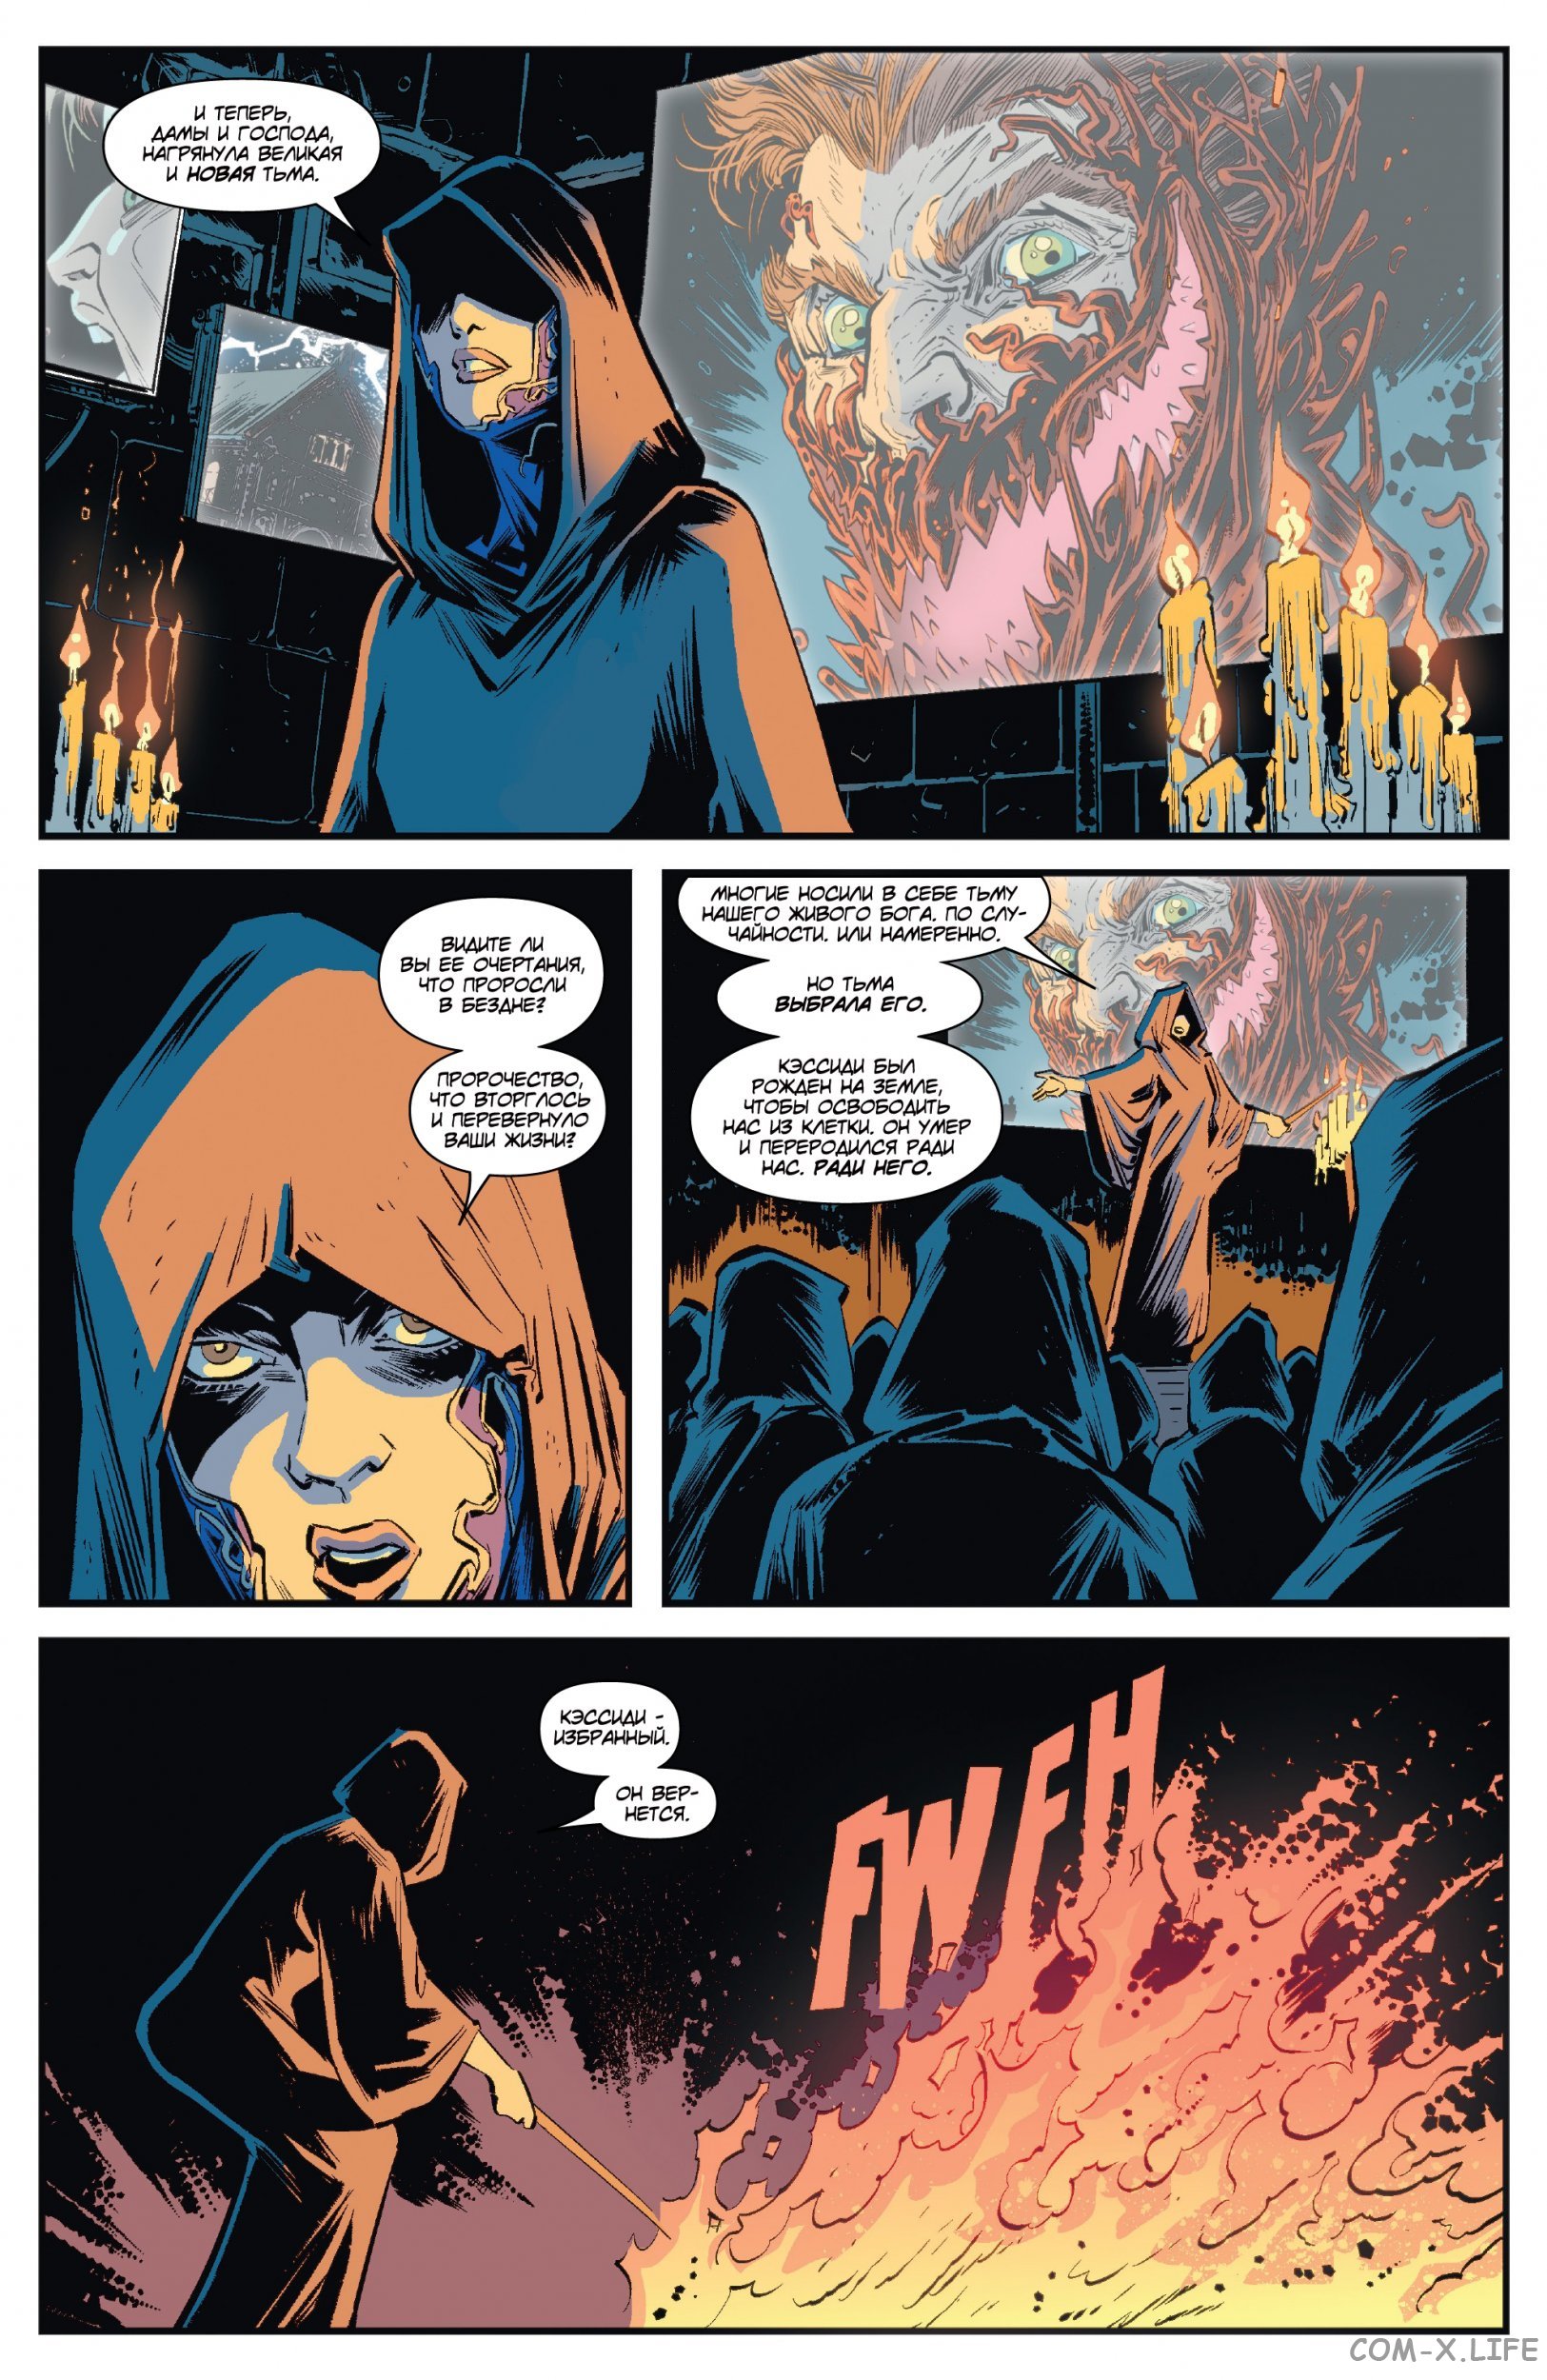 И ТЕПЕРЬ,
ДАМЫ И ГОСПОДА,
НАГРЯНУЛА ВЕЛИКАЯ
И НОВАЯ ТЬМА.
ВИДИТЕ ЛИ
ВЫ ЕЕ ОЧЕРТАНИЯ,
ЧТО ПРОРОСЛИ
В БЕЗДНЕ?
ПРОРОЧЕСТВО,
ЧТО ВТОРГЛОСЬ
И ПЕРЕВЕРНУЛО
ВАШИ ЖИЗНИ?
МНОГИЕ НОСИЛИ В СЕБЕ ТЬМУ
НАШЕГО ЖИВОГО БОГА. ПО СЛУ-
ЧАЙНОСТИ. ИЛИ НАМЕРЕННО.
НО ТЬМА
ВЫБРАЛА ЕГО.
КЭССИДИ БЫЛ
РОЖДЕН НА ЗЕМЛЕ,
ЧТОБЫ ОСВОБОДИТЬ
НАС ИЗ КЛЕТКИ. ОН УМЕР
И ПЕРЕРОДИЛСЯ РАДИ
НАС. РАДИ НЕГО.
КЭССИДИ -
ИЗБРАННЫЙ.
ОН ВЕР-
НЕТСЯ.
FWFH
COM-X.LIFE